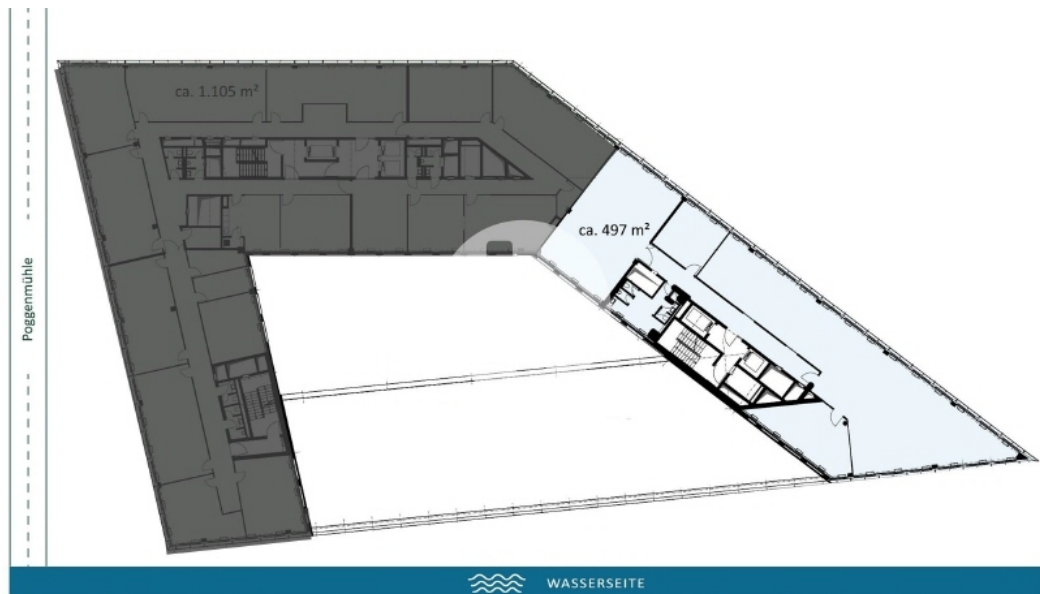 ca. 1.105 m²
ca. 497 m²
Poggenmühle
WASSERSEITE